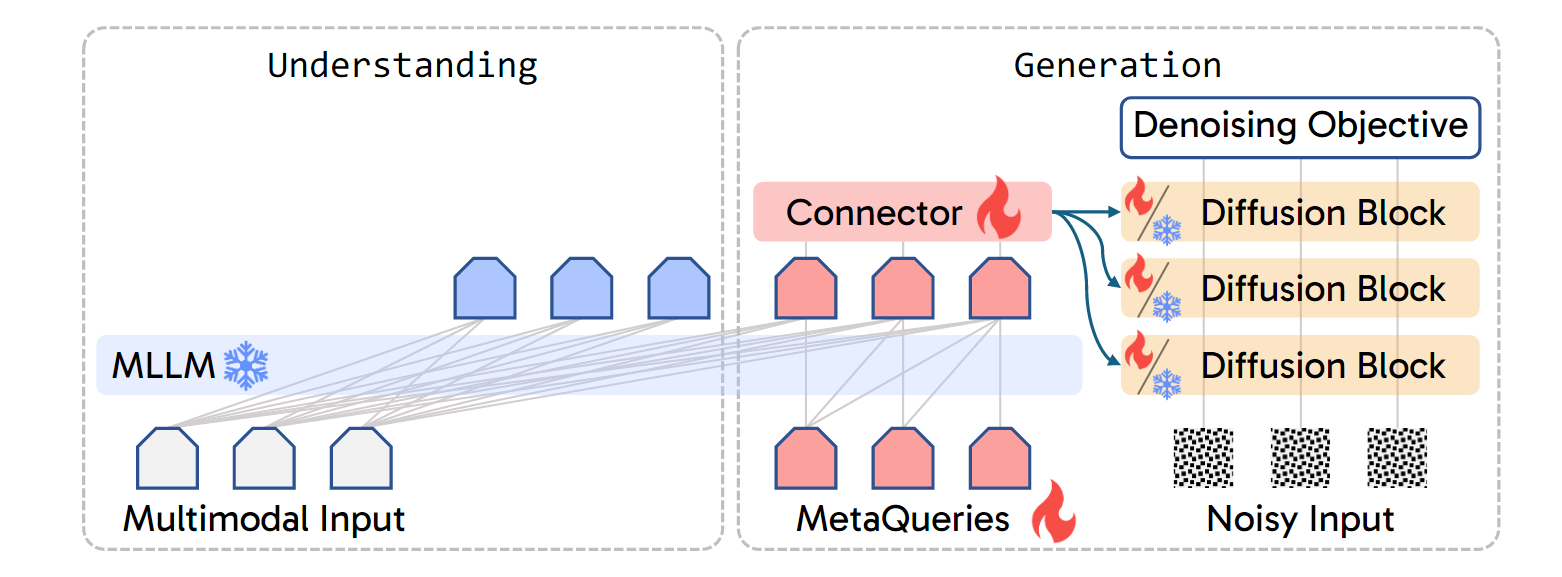 Understanding
Generation
Denoising Objective
Connector
Diffusion Block
Diffusion Block
MLLM
Diffusion Block
Multimodal Input
MetaQueries
Noisy Input